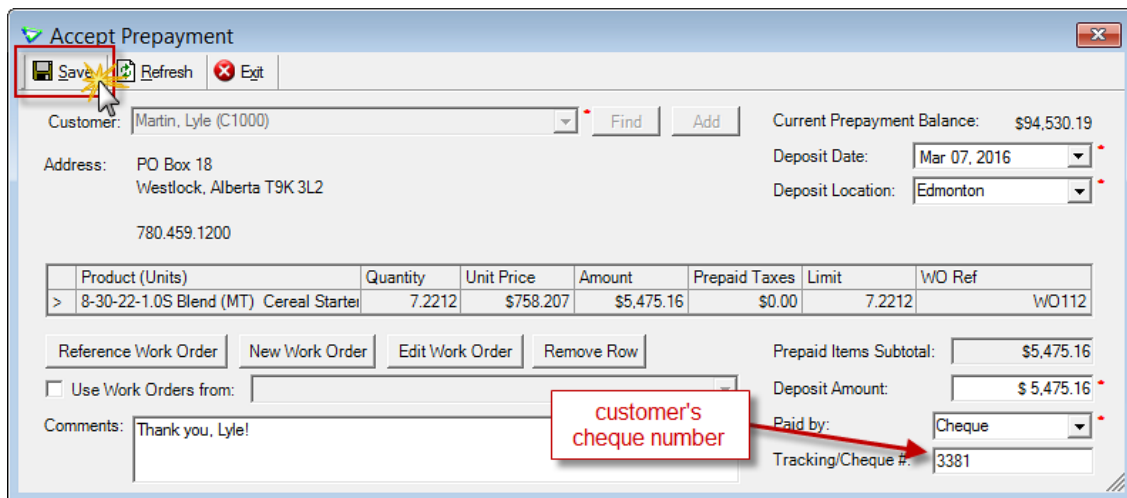 Accept Prepayment
Save Refresh Exit
Customer: Martin, Lyle (C1000) * Find Add Current Prepayment Balance: $94,530.19
Address: PO Box 18 Deposit Date: Mar 07, 2016 *
Westlock, Alberta T9K 3L2 Deposit Location: Edmonton *
780.459.1200
Product (Units) Quantity Unit Price Amount Prepaid Taxes Limit WO Ref
> 8-30-22-1.0S Blend (MT) Cereal Starter 7.2212 $758.207 $5,475.16 $0.00 7.2212 WO112
Reference Work Order New Work Order Edit Work Order Remove Row Prepaid Items Subtotal: $5,475.16
Use Work Orders from: Deposit Amount: $ 5,475.16 *
Comments: Thank you, Lyle! customer's Paid by: Cheque *
cheque number
Tracking/Cheque #: 3381